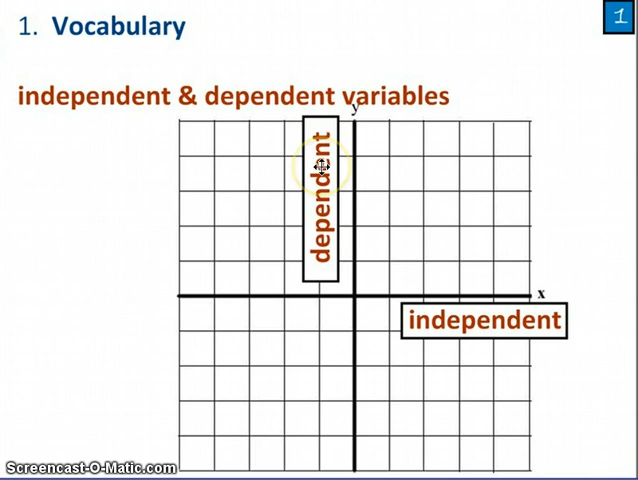 1. Vocabulary
1
independent & dependent variables
y
dependent
x
independent
Screencast-O-Matic.com